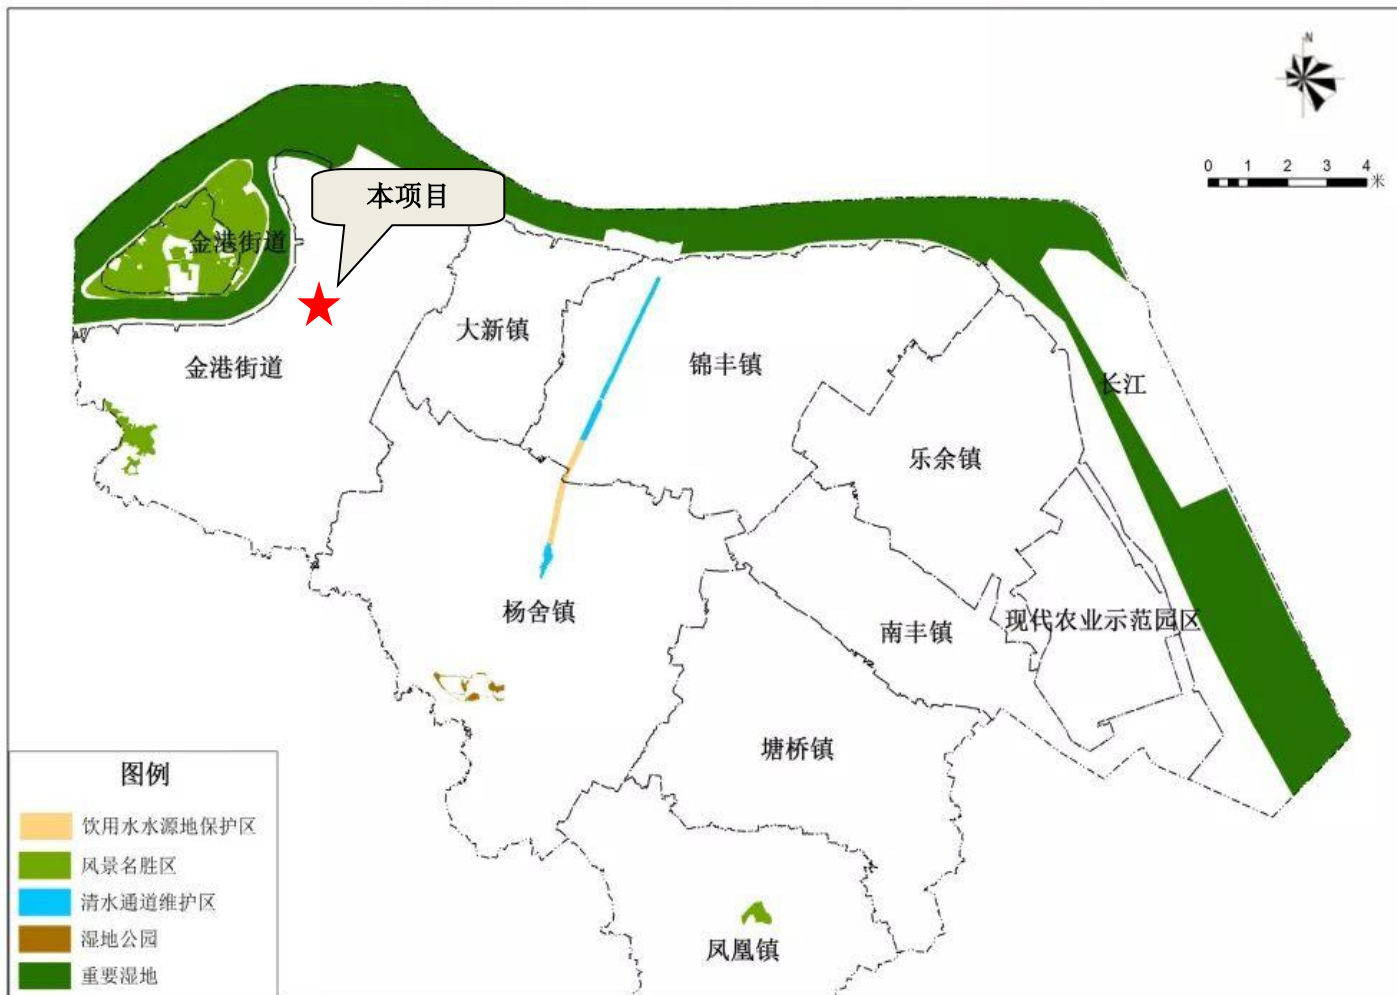 N
0 1 2 3 4
米
本项目
金港街道
大新镇
锦丰镇
金港街道
长江
乐余镇
杨舍镇
南丰镇
现代农业示范园区
塘桥镇
凤凰镇
图例
饮用水水源地保护区
风景名胜区
清水通道维护区
湿地公园
重要湿地